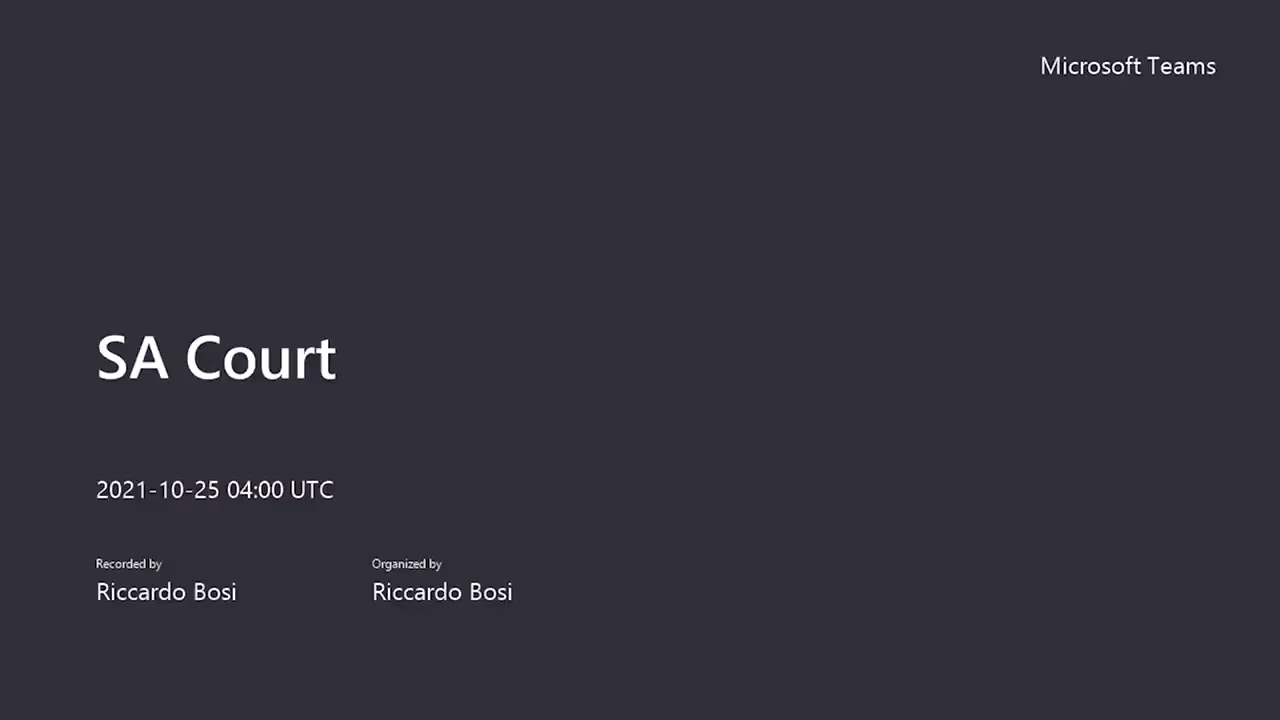 Microsoft Teams
SA Court
2021-10-25 04:00 UTC
Recorded by
Riccardo Bosi
Organized by
Riccardo Bosi